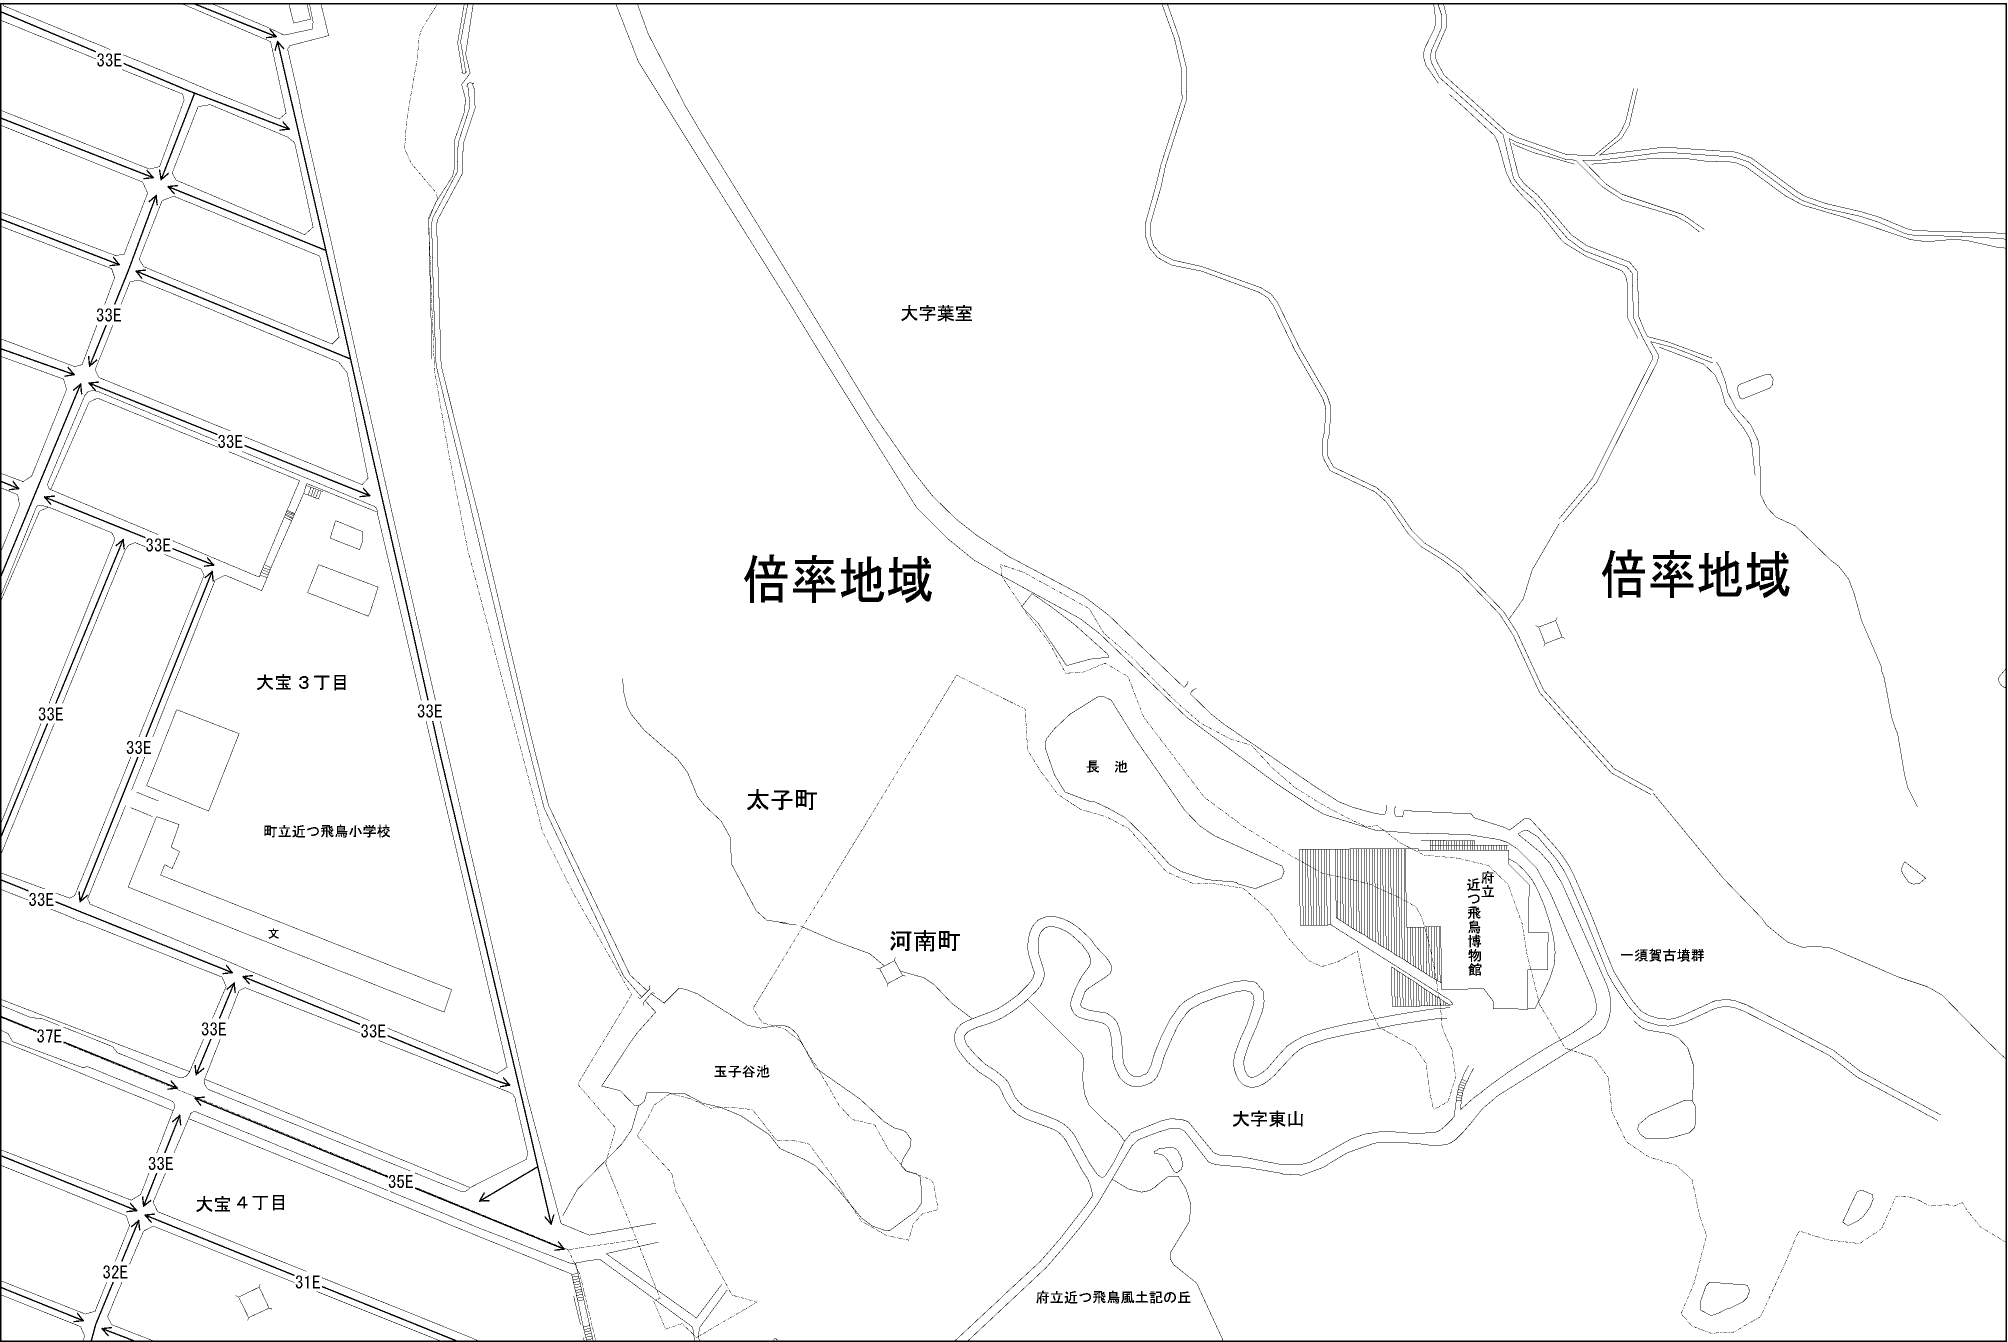 33E
33E
大字葉室
33E
33E
倍率地域
倍率地域
大宝3丁目
33E
33E
33E
長 池
太子町
町立近つ飛鳥小学校
府立
近つ飛鳥博物館
33E
文
河南町
一須賀古墳群
33E
33E
37E
玉子谷池
大字東山
33E
35E
大宝4丁目
32E
31E
府立近つ飛鳥風土記の丘